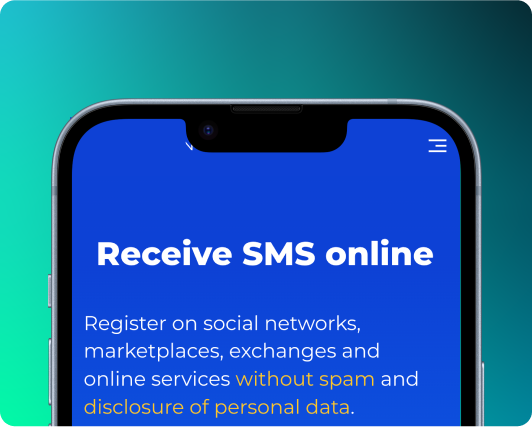 Receive SMS online
Register on social networks,
marketplaces, exchanges and
online services without spam and
disclosure of personal data.